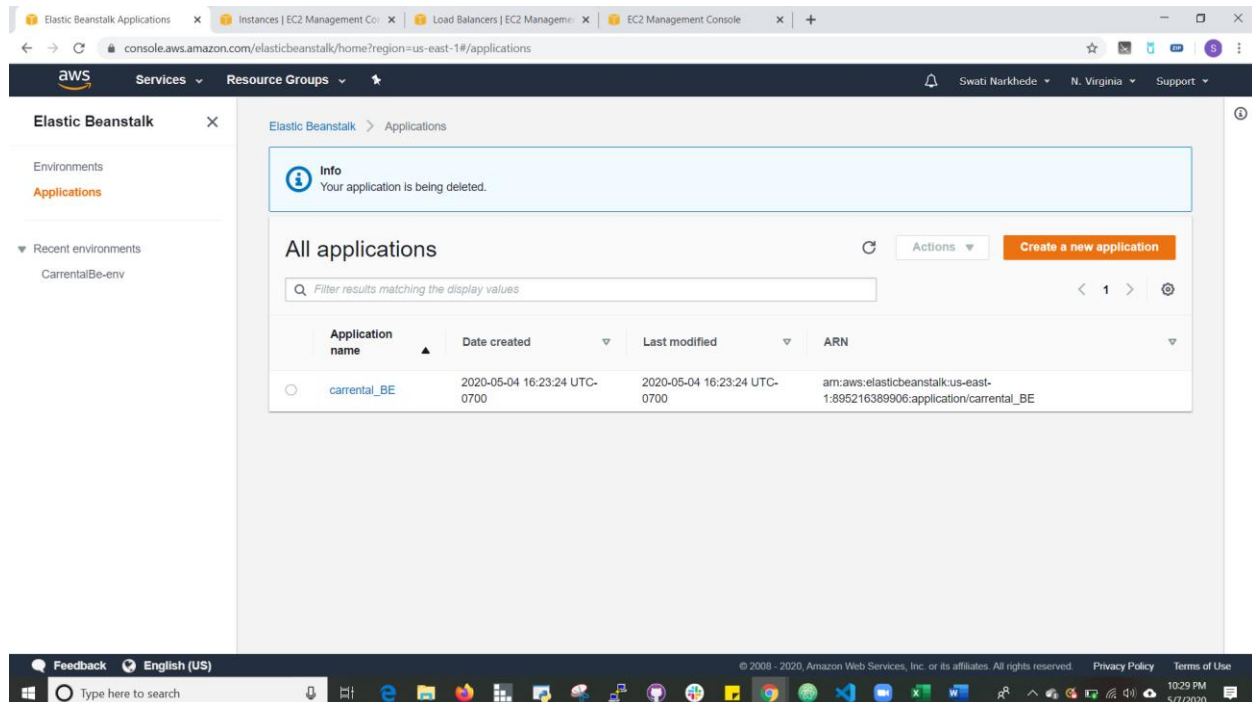 Elastic Beanstalk Applications
Instances | EC2 Management Co
Load Balancers | EC2 Manageme
EC2 Management Console
console.aws.amazon.com/elasticbeanstalk/home?region=us-east-1#/applications
ZIP
S
aws
Services
Resource Groups
Swati Narkhede
N. Virginia
Support
Elastic Beanstalk
Environments
Applications
Recent environments
CarrentalBe-env
Elastic Beanstalk > Applications
Info
Your application is being deleted.
All applications
Actions
Create a new application
Filter results matching the display values
< 1 >
Application
name
Date created
Last modified
ARN
carrental_BE
2020-05-04 16:23:24 UTC-
0700
2020-05-04 16:23:24 UTC-
0700
arn:aws:elasticbeanstalk:us-east-
1:895216389906:application/carrental_BE
Feedback
English (US)
© 2008 - 2020, Amazon Web Services, Inc. or its affiliates. All rights reserved.
Privacy Policy
Terms of Use
Type here to search
10:29 PM
5/7/2020